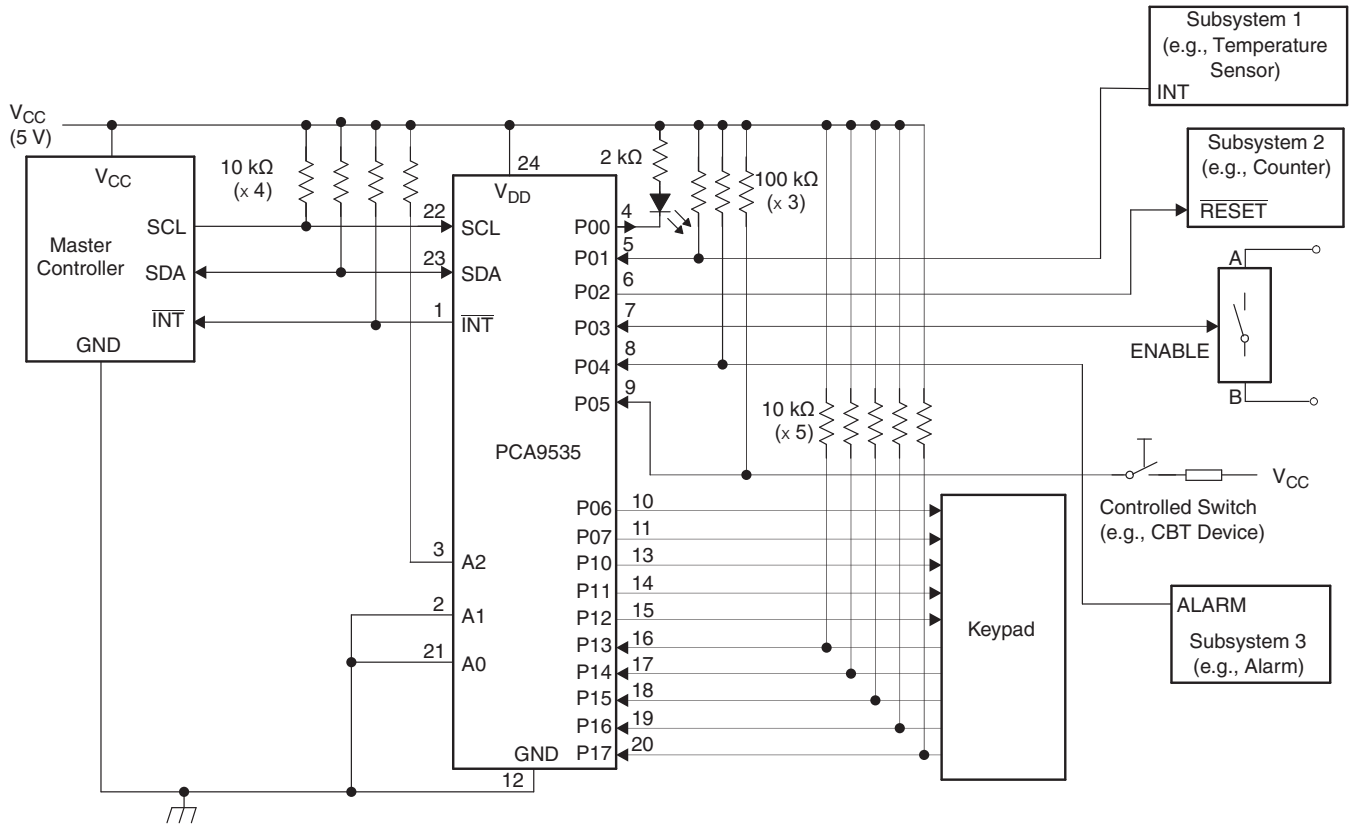 Subsystem 1
(e.g., Temperature
Sensor)
INT
VCC
(5 V)
VCC
SCL
Master
Controller
SDA
INT
GND
10 kΩ
(x 4)
24
VDD
22
SCL
23
SDA
1
INT
PCA9535
3
A2
2
A1
21
A0
GND
12
2 kΩ
100 kΩ
(x 3)
P00
4
P01
5
P02
6
P03
7
P04
8
P05
9
P06
10
P07
11
P10
13
P11
14
P12
15
P13
16
P14
17
P15
18
P16
19
P17
20
10 kΩ
(x 5)
Subsystem 2
(e.g., Counter)
RESET
A
ENABLE
B
VCC
Controlled Switch
(e.g., CBT Device)
Keypad
ALARM
Subsystem 3
(e.g., Alarm)